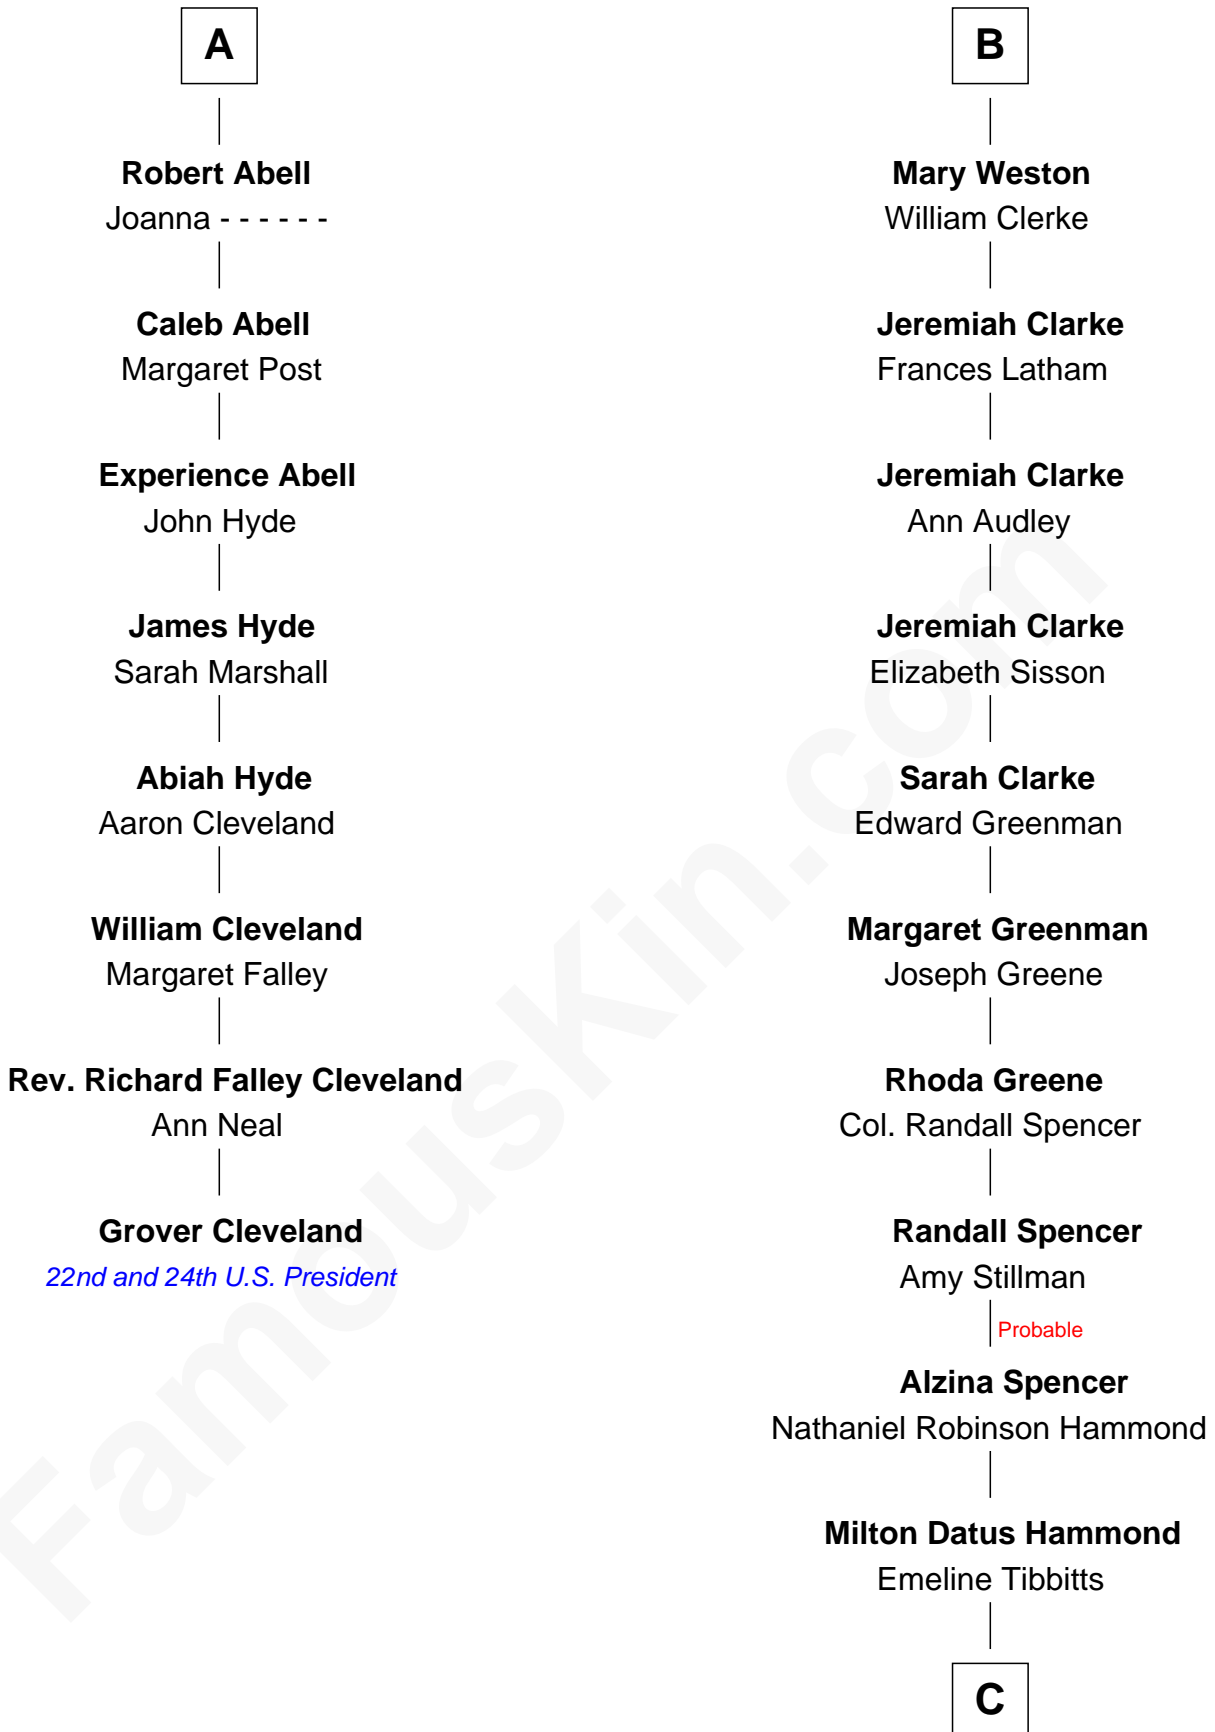 A
Robert Abell
Joanna - - - - - -
Caleb Abell
Margaret Post
Experience Abell
John Hyde
James Hyde
Sarah Marshall
Abiah Hyde
Aaron Cleveland
William Cleveland
Margaret Falley
Rev. Richard Falley Cleveland
Ann Neal
Grover Cleveland
22nd and 24th U.S. President
B
Mary Weston
William Clerke
Jeremiah Clarke
Frances Latham
Jeremiah Clarke
Ann Audley
Jeremiah Clarke
Elizabeth Sisson
Sarah Clarke
Edward Greenman
Margaret Greenman
Joseph Greene
Rhoda Greene
Col. Randall Spencer
Randall Spencer
Amy Stillman
Probable
Alzina Spencer
Nathaniel Robinson Hammond
Milton Datus Hammond
Emeline Tibbitts
C
FamousKin.com